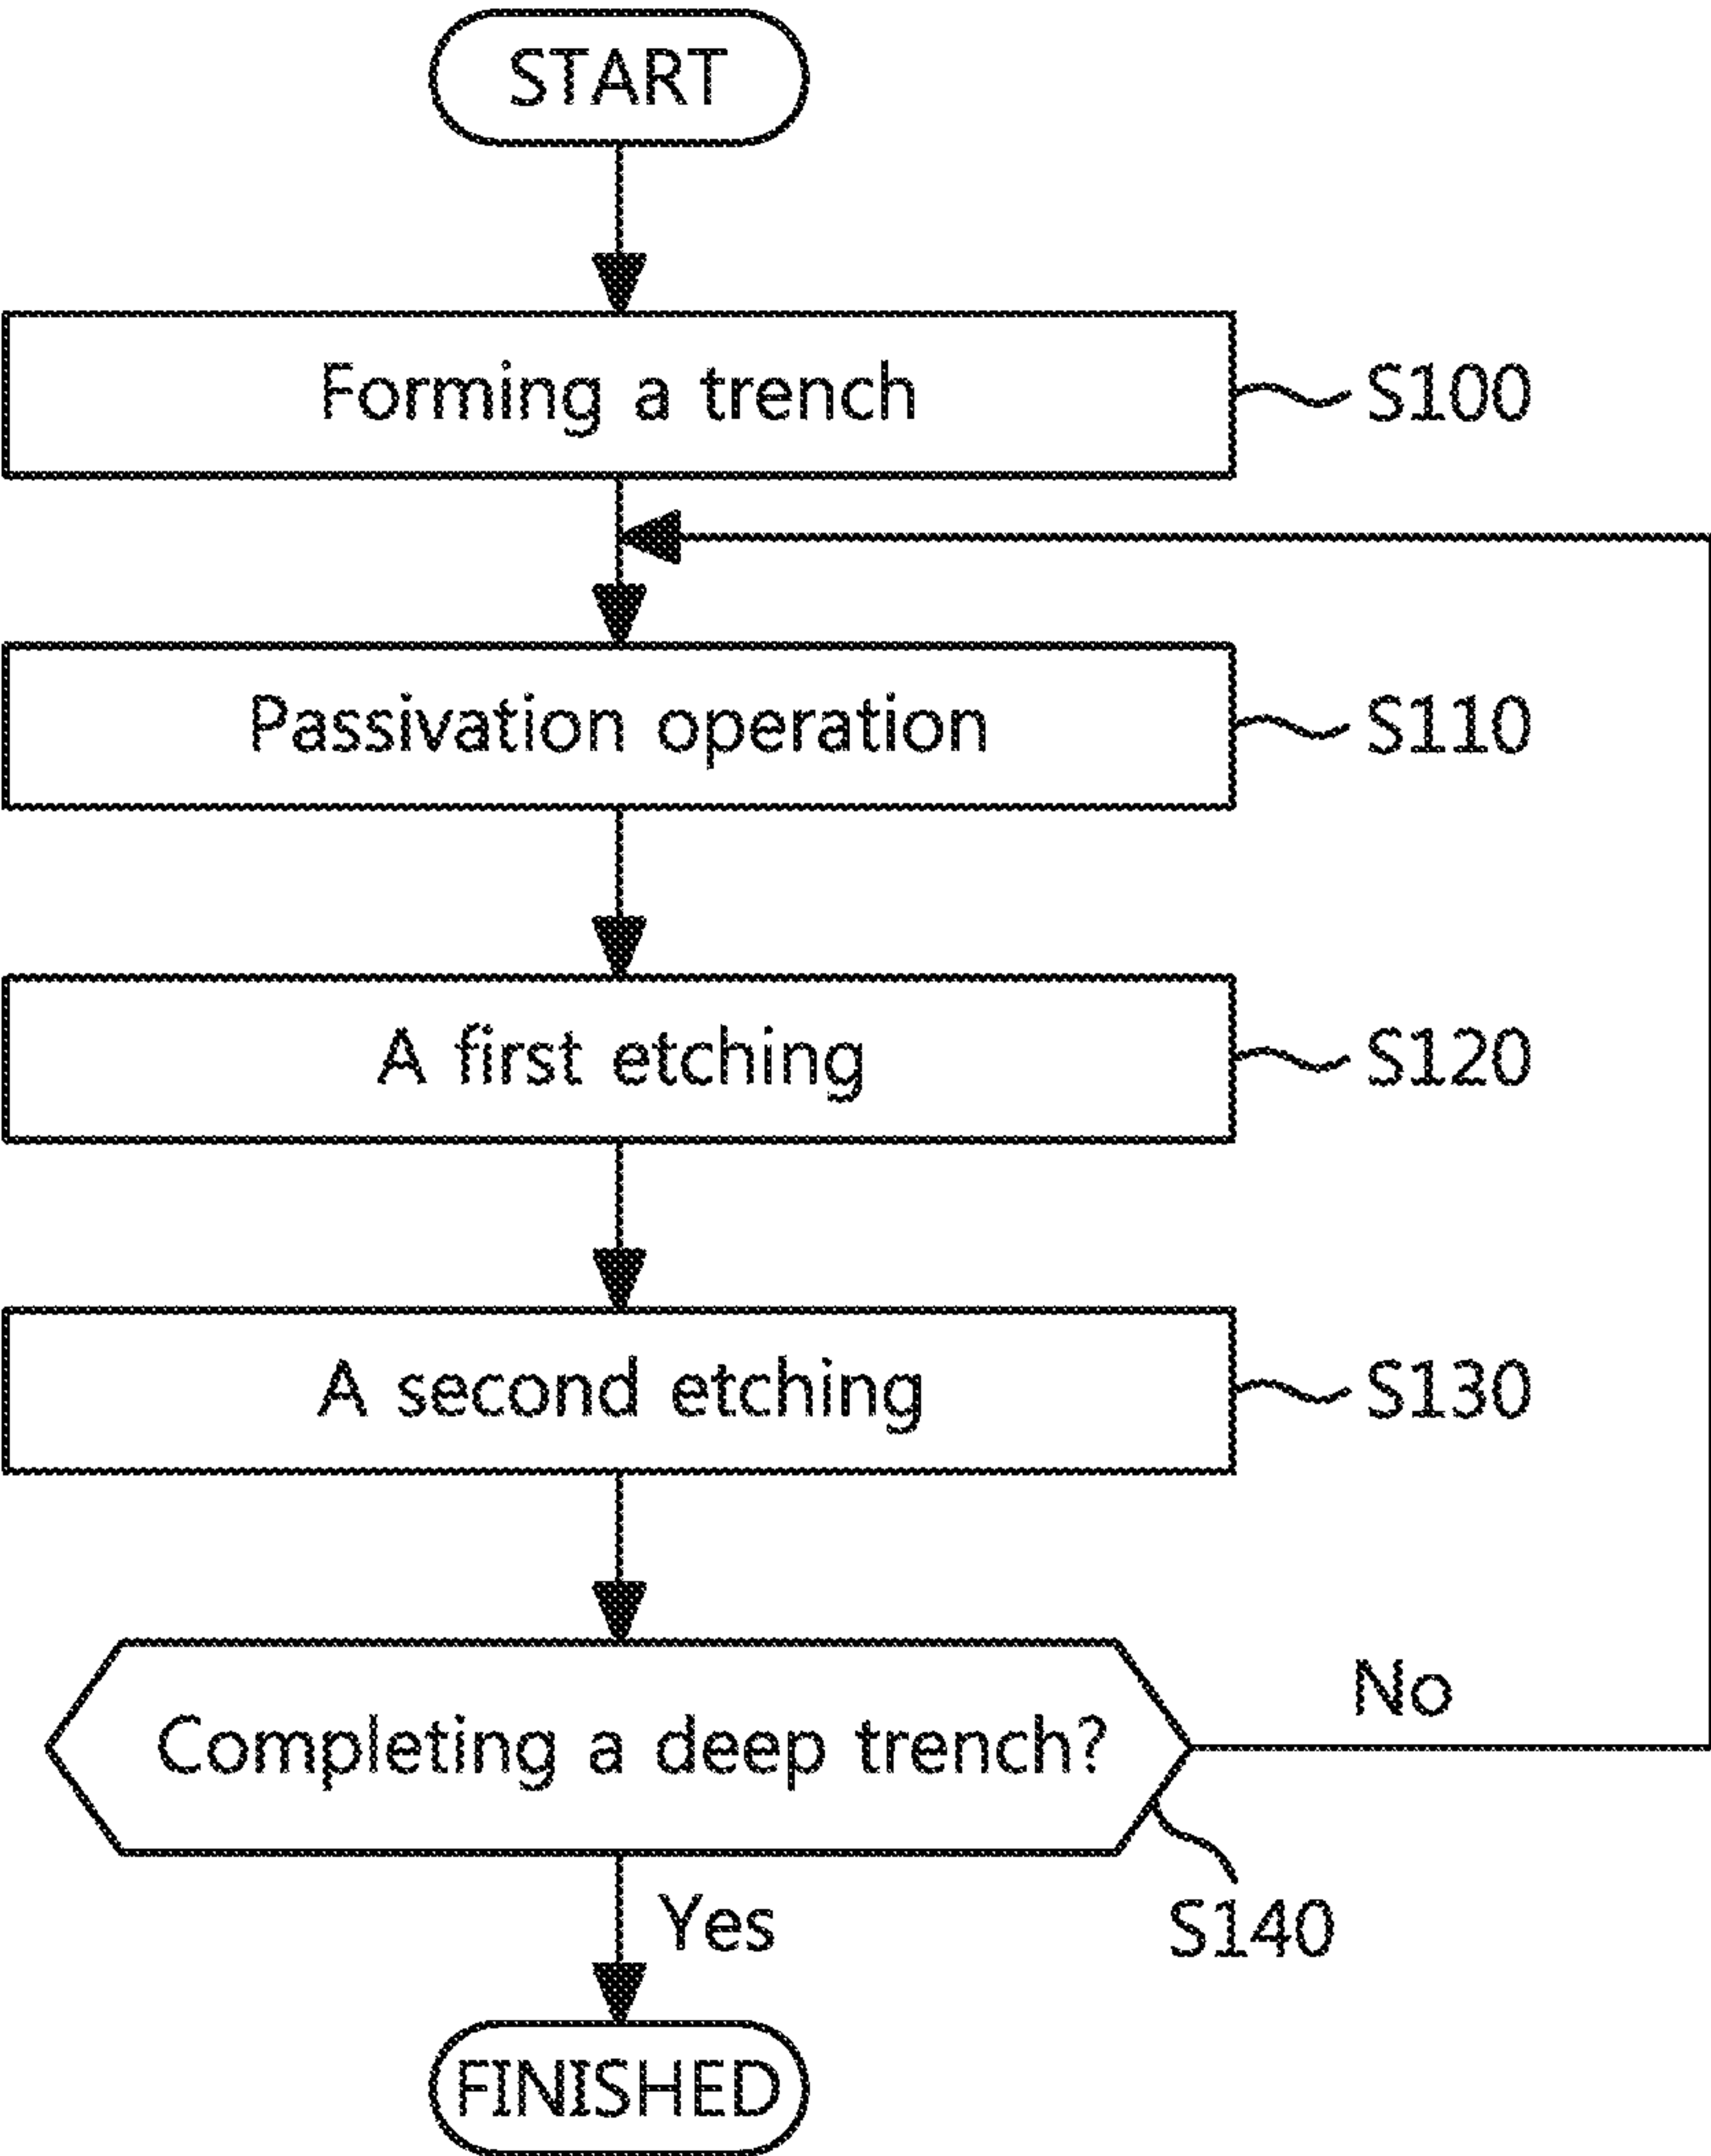 START
Forming a trench
S100
Passivation operation
S110
A first etching
S120
A second etching
S130
Completing a deep trench?
No
S140
Yes
FINISHED